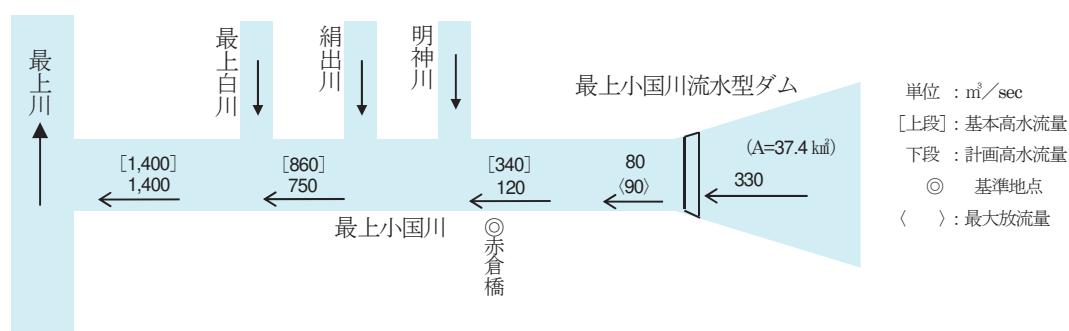 最上川
最上白川
絹出川
明神川
最上小国川流水型ダム
(A=37.4 k㎡)
330
80
〈90〉
[340]
120
[860]
750
[1,400]
1,400
最上小国川
◎赤倉橋
単位 : ㎥／sec
[上段] : 基本高水流量
下段 : 計画高水流量
◎ 基準地点
〈 〉: 最大放流量